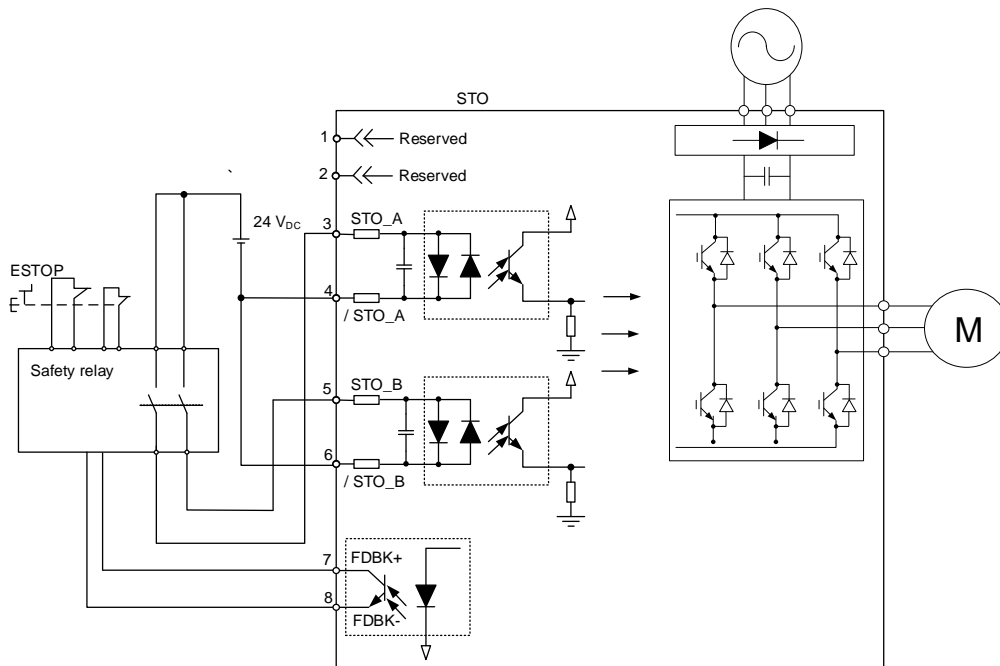 STO
1
Reserved
2
Reserved
24 VDC
3
STO_A
ESTOP
4
/ STO_A
Safety relay
5
STO_B
6
/ STO_B
M
7
FDBK+
8
FDBK-